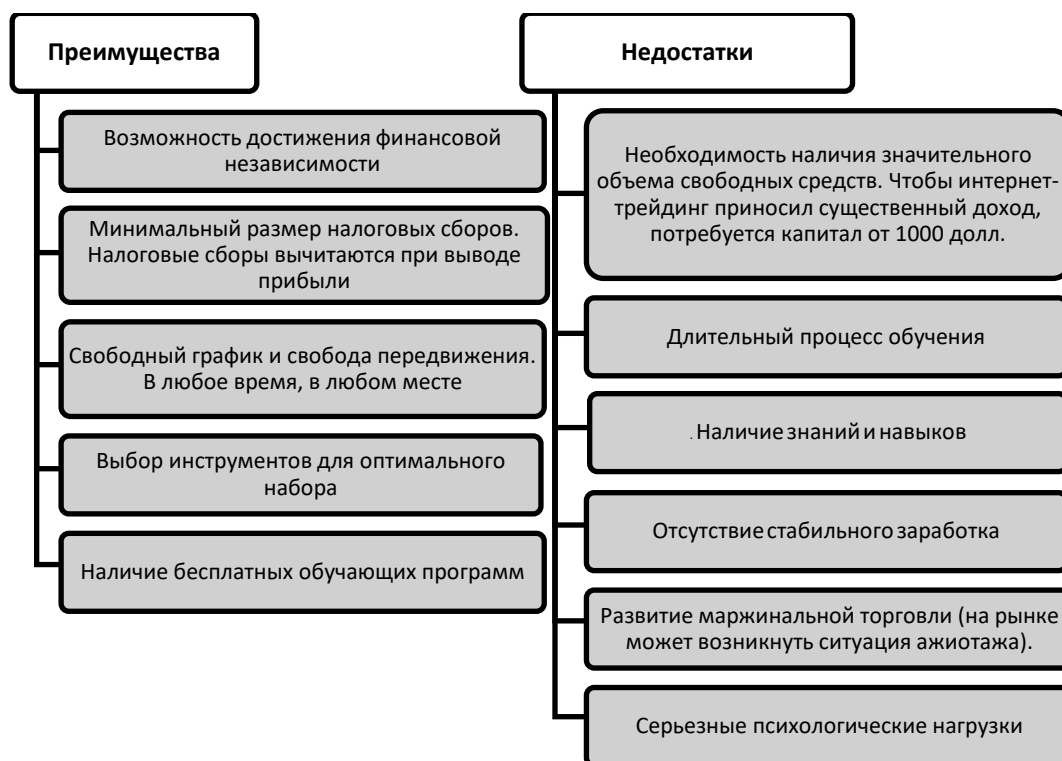 Преимущества
Возможность достижения финансовой
независимости
Минимальный размер налоговых сборов.
Налоговые сборы вычитаются при выводе
прибыли
Свободный график и свобода передвижения.
В любое время, в любом месте
Выбор инструментов для оптимального
набора
Наличие бесплатных обучающих программ
Недостатки
Необходимость наличия значительного
объема свободных средств. Чтобы интернет-
трейдинг приносил существенный доход,
потребуется капитал от 1000 долл.
Длительный процесс обучения
. Наличие знаний и навыков
Отсутствие стабильного заработка
Развитие маржинальной торговли (на рынке
может возникнуть ситуация ажиотажа).
Серьезные психологические нагрузки